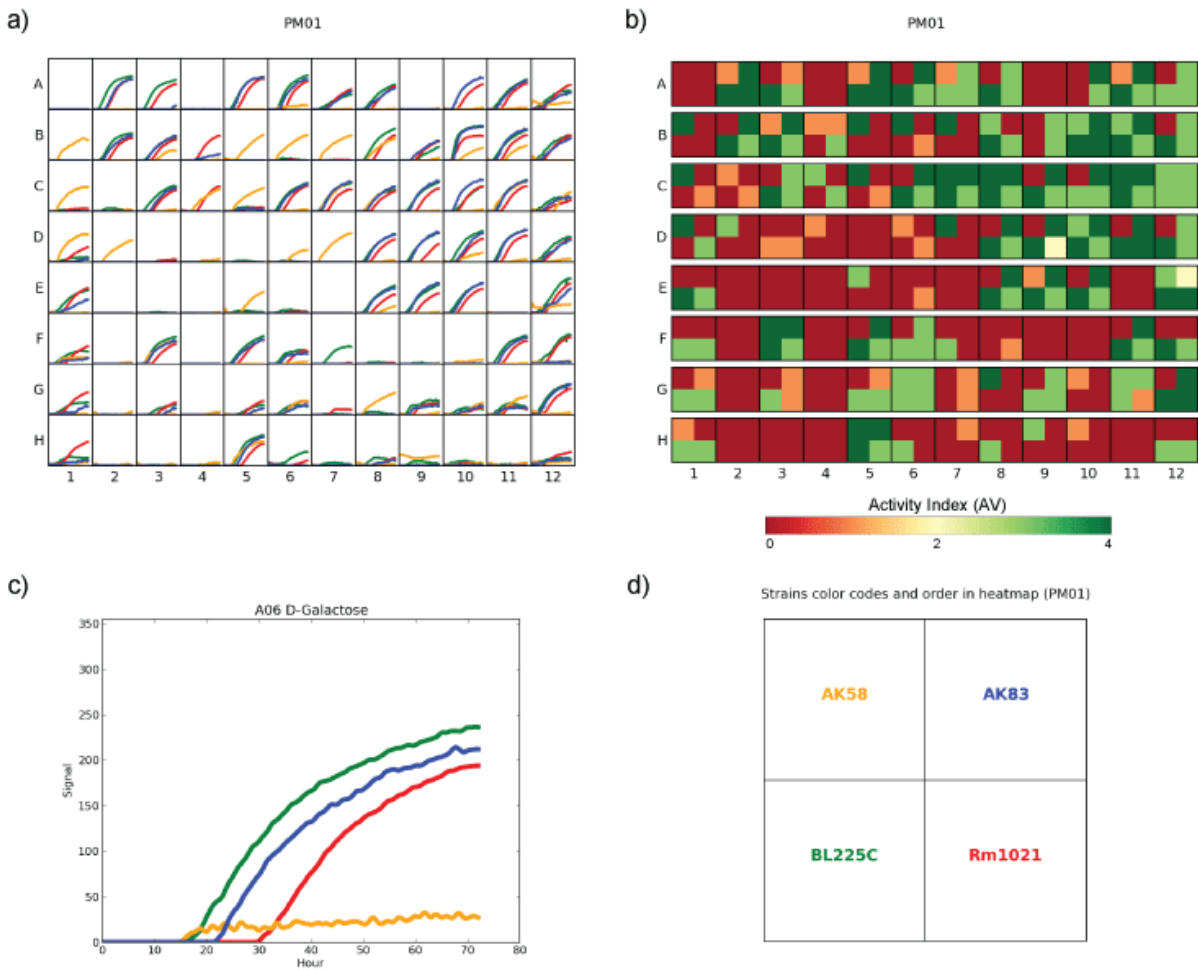 a)
PM01
A
B
C
D
E
F
G
H
1 2 3 4 5 6 7 8 9 10 11 12
b)
PM01
A
B
C
D
E
F
G
H
1 2 3 4 5 6 7 8 9 10 11 12
Activity Index (AV)
0 2 4
c)
A06 D-Galactose
350
300
250
200
150
100
50
0
Signal
0 10 20 30 40 50 60 70 80
Hour
d)
Strains color codes and order in heatmap (PM01)
AK58 AK83
BL225C Rm1021